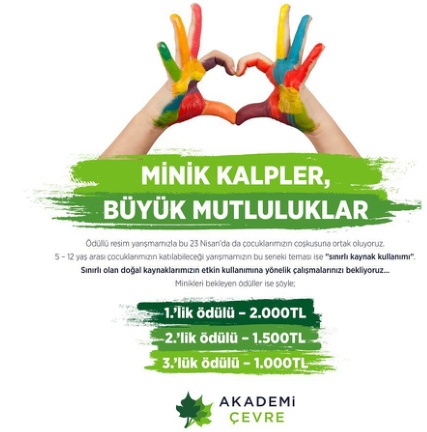 MINIK KALPLER,
BÜYÜK MUTLULUKLAR
Ödüllü resim yarışmamızla bu 23 Nisan'da da çocuklarımızın coşkusuna ortak oluyoruz.
5 – 12 yaş arası çocuklarımızın katılabileceği yarışmamızın bu seneki teması ise "sınırlı kaynak kullanımı".
Sınırlı olan doğal kaynaklarımızın etkin kullanımına yönelik çalışmalarınızı bekliyoruz...
Minikleri bekleyen ödüller ise şöyle;
1.'lik ödülü – 2.000TL
2.'lik ödülü – 1.500TL
3.'lük ödülü – 1.000TL
AKADEMİ
ÇEVRE